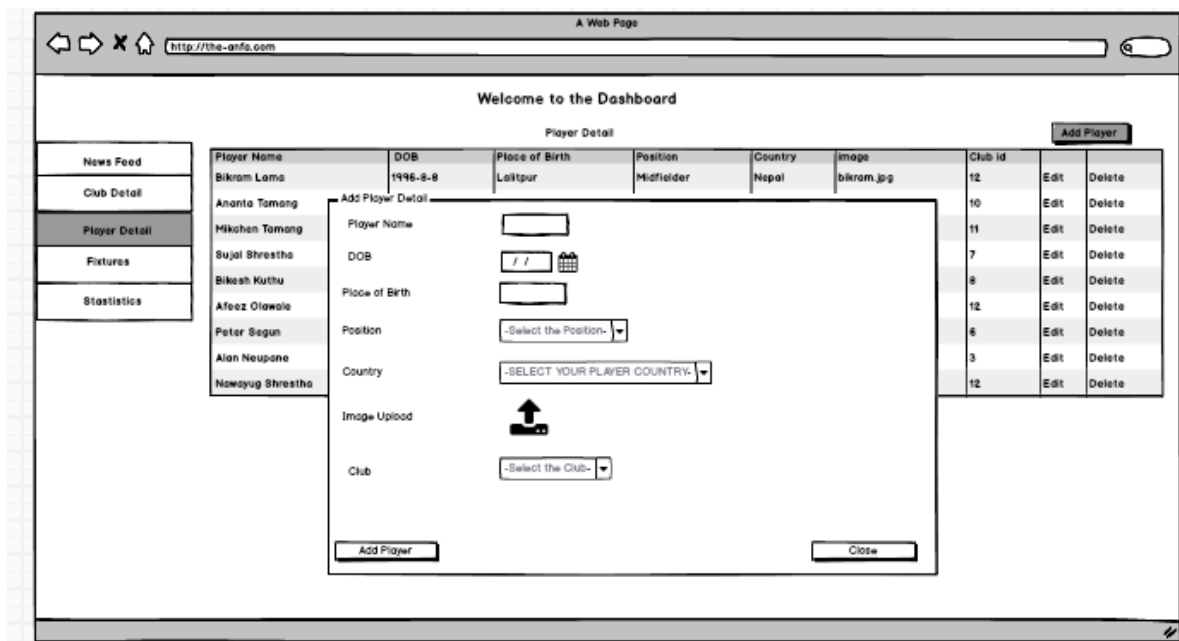 A Web Page
http://the-anfa.com
Welcome to the Dashboard
Player Detail
Add Player
News Feed
Club Detail
Player Detail
Fixtures
Stastistics
Player Name DOB Place of Birth Position Country image Club id
Bikram Lama 1996-8-8 Lalitpur Midfielder Nepal bikram.jpg 12 Edit Delete
Ananta Tamang 10 Edit Delete
Mikchen Tamang 11 Edit Delete
Sujal Shrestha 7 Edit Delete
Bikesh Kuthu 8 Edit Delete
Afeez Olawale 12 Edit Delete
Peter Segun 6 Edit Delete
Alan Neupane 3 Edit Delete
Nawayug Shrestha 12 Edit Delete
Add Player Detail
Player Name
DOB / /
Place of Birth
Position -Select the Position-
Country -SELECT YOUR PLAYER COUNTRY-
Image Upload
Club -Select the Club-
Add Player Close